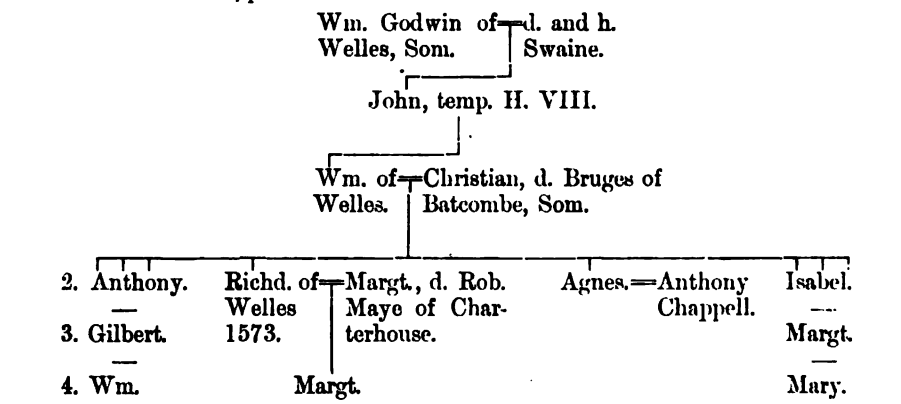 Wm. Godwin of=d. and h.
Welles, Som. Swaine.
John, temp. H. VIII.
Wm. of=Christian, d. Bruges of
Welles. Batcombe, Som.
2. Anthony. Richd. of=Margt., d. Rob. Agnes.=Anthony Isabel.
Welles Maye of Char- Chappell.
3. Gilbert. 1573. terhouse. Margt.
4. Wm. Margt. Mary.